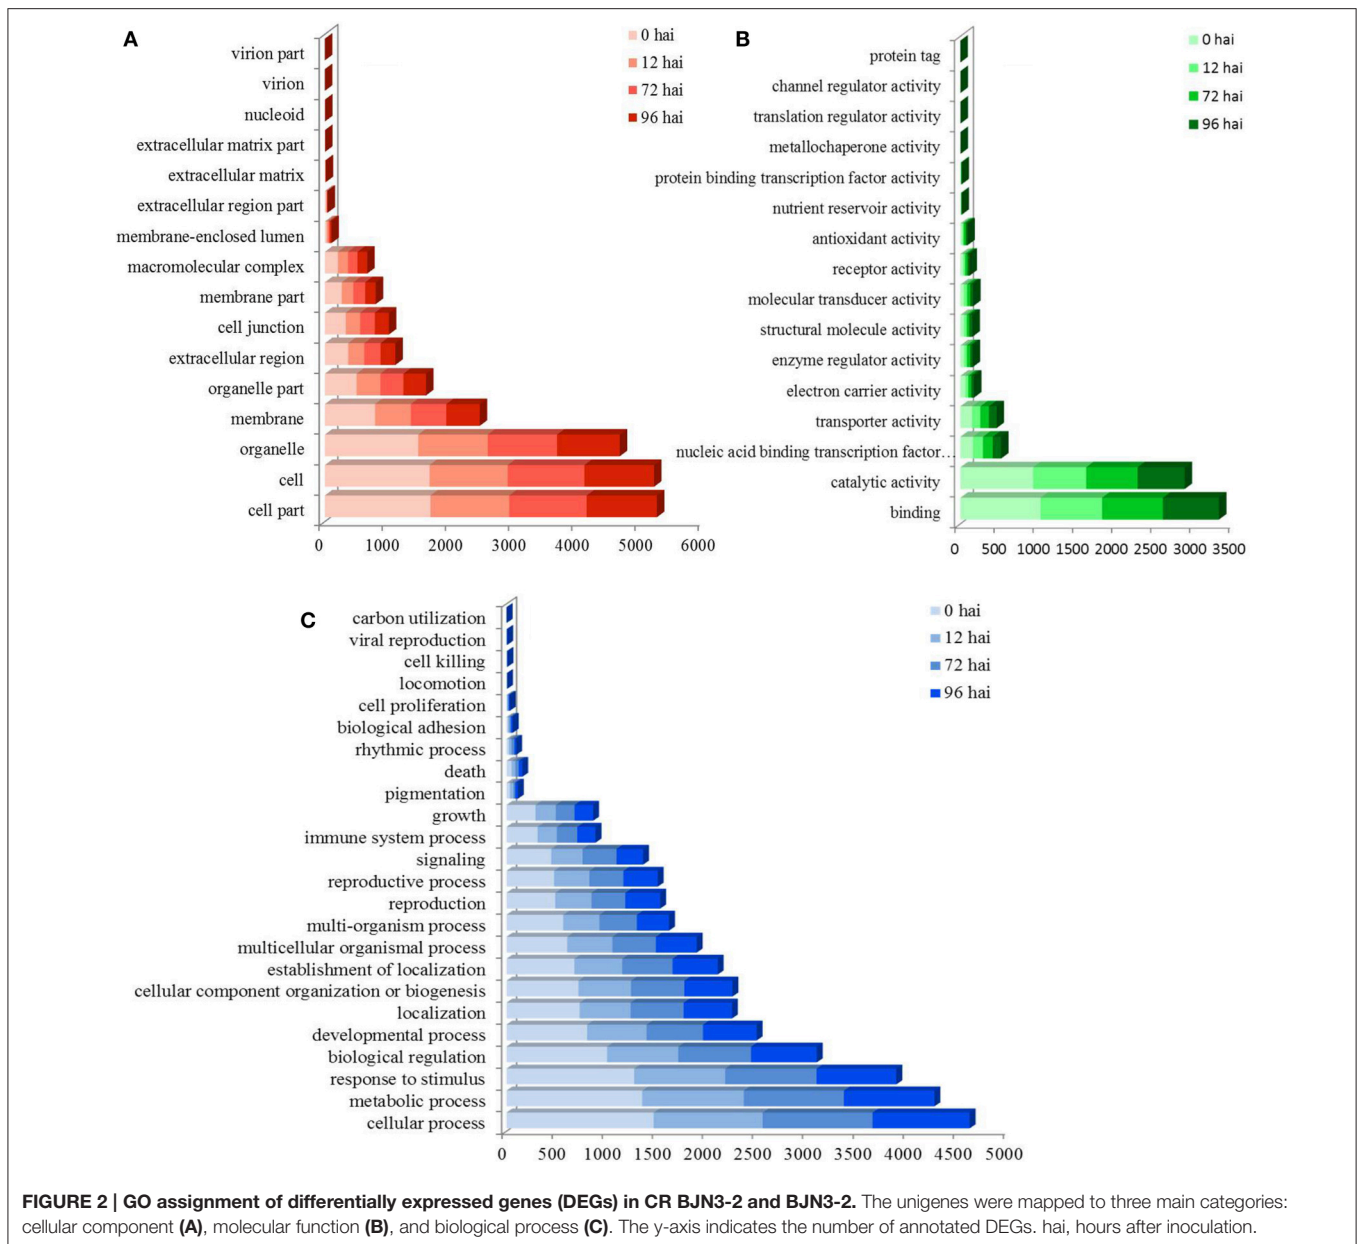 A
virion part
virion
nucleoid
extracellular matrix part
extracellular matrix
extracellular region part
membrane-enclosed lumen
macromolecular complex
membrane part
cell junction
extracellular region
organelle part
membrane
organelle
cell
cell part
0 1000 2000 3000 4000 5000 6000
0 hai
12 hai
72 hai
96 hai
B
protein tag
channel regulator activity
translation regulator activity
metallochaperone activity
protein binding transcription factor activity
nutrient reservoir activity
antioxidant activity
receptor activity
molecular transducer activity
structural molecule activity
enzyme regulator activity
electron carrier activity
transporter activity
nucleic acid binding transcription factor...
catalytic activity
binding
0 500 1000 1500 2000 2500 3000 3500
0 hai
12 hai
72 hai
96 hai
C
carbon utilization
viral reproduction
cell killing
locomotion
cell proliferation
biological adhesion
rhythmic process
death
pigmentation
growth
immune system process
signaling
reproductive process
reproduction
multi-organism process
multicellular organismal process
establishment of localization
cellular component organization or biogenesis
localization
developmental process
biological regulation
response to stimulus
metabolic process
cellular process
0 500 1000 1500 2000 2500 3000 3500 4000 4500 5000
0 hai
12 hai
72 hai
96 hai
FIGURE 2 | GO assignment of differentially expressed genes (DEGs) in CR BJN3-2 and BJN3-2. The unigenes were mapped to three main categories:
cellular component (A), molecular function (B), and biological process (C). The y-axis indicates the number of annotated DEGs. hai, hours after inoculation.